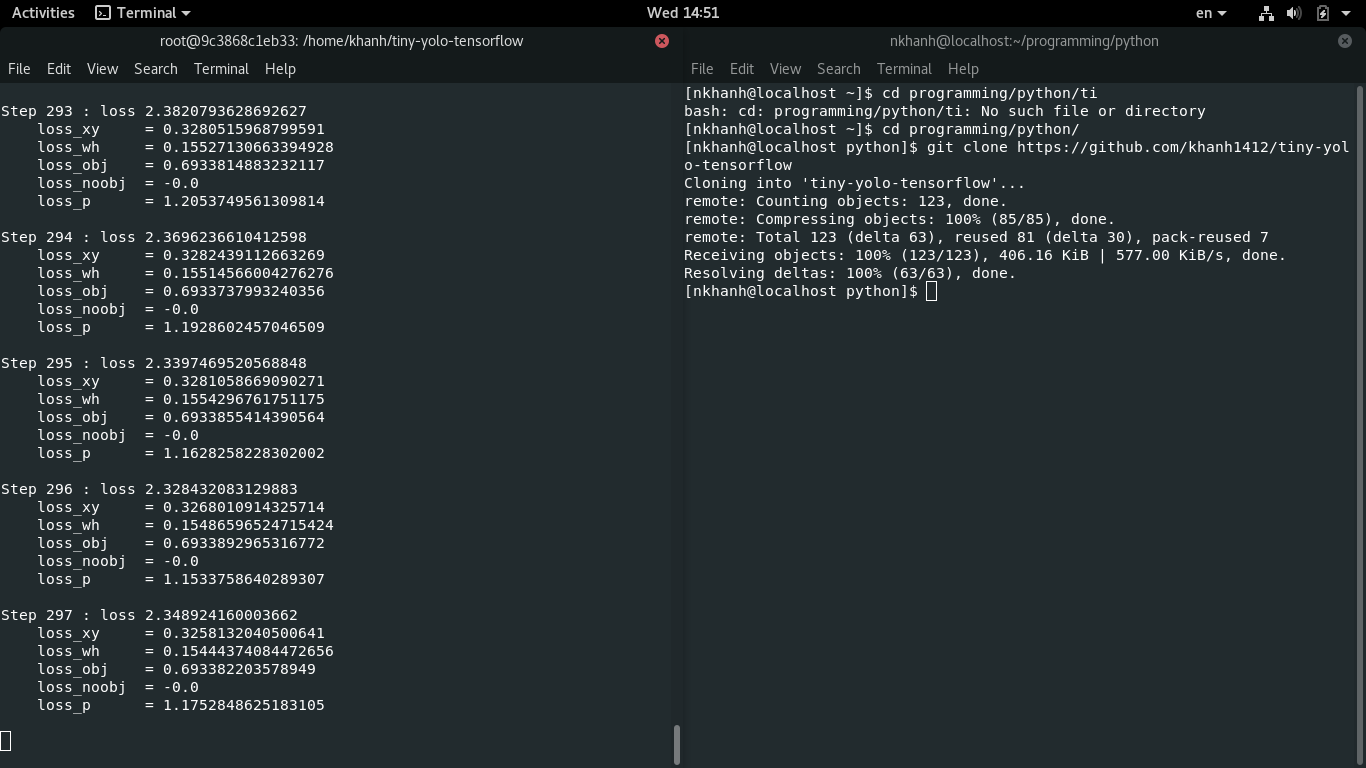 Activities Terminal Wed 14:51 en
root@9c3868c1eb33: /home/khanh/tiny-yolo-tensorflow
File Edit View Search Terminal Help
Step 293 : loss 2.3820793628692627
loss_xy = 0.3280515968799591
loss_wh = 0.15527130663394928
loss_obj = 0.6933814883232117
loss_noobj = -0.0
loss_p = 1.2053749561309814
Step 294 : loss 2.3696236610412598
loss_xy = 0.3282439112663269
loss_wh = 0.15514566004276276
loss_obj = 0.6933737993240356
loss_noobj = -0.0
loss_p = 1.1928602457046509
Step 295 : loss 2.3397469520568848
loss_xy = 0.3281058669090271
loss_wh = 0.1554296761751175
loss_obj = 0.6933855414390564
loss_noobj = -0.0
loss_p = 1.1628258228302002
Step 296 : loss 2.328432083129883
loss_xy = 0.3268010914325714
loss_wh = 0.15486596524715424
loss_obj = 0.6933892965316772
loss_noobj = -0.0
loss_p = 1.1533758640289307
Step 297 : loss 2.348924160003662
loss_xy = 0.3258132040500641
loss_wh = 0.15444374084472656
loss_obj = 0.693382203578949
loss_noobj = -0.0
loss_p = 1.1752848625183105
nkhanh@localhost:~/programming/python
File Edit View Search Terminal Help
[nkhanh@localhost ~]$ cd programming/python/ti
bash: cd: programming/python/ti: No such file or directory
[nkhanh@localhost ~]$ cd programming/python/
[nkhanh@localhost python]$ git clone https://github.com/khanh1412/tiny-yol
o-tensorflow
Cloning into 'tiny-yolo-tensorflow'...
remote: Counting objects: 123, done.
remote: Compressing objects: 100% (85/85), done.
remote: Total 123 (delta 63), reused 81 (delta 30), pack-reused 7
Receiving objects: 100% (123/123), 406.16 KiB | 577.00 KiB/s, done.
Resolving deltas: 100% (63/63), done.
[nkhanh@localhost python]$